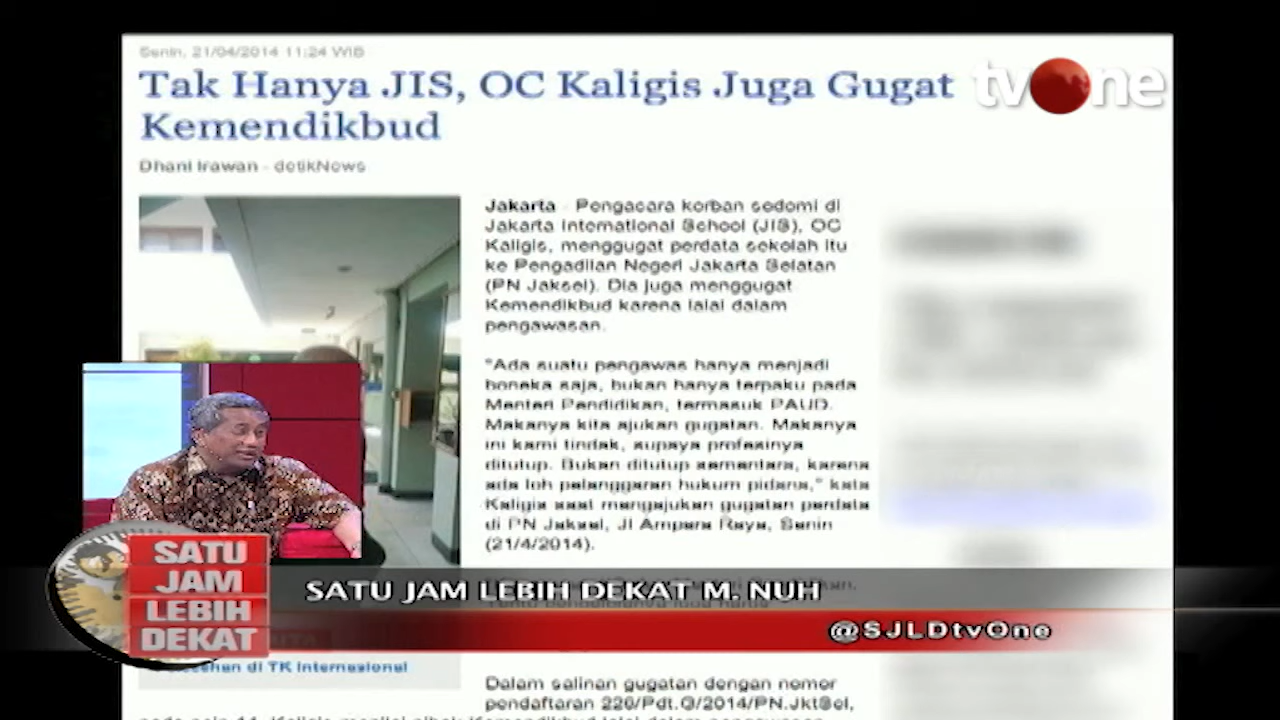 Senin, 21/04/2014 11:24 WIB
Tak Hanya JIS, OC Kaligis Juga Gugat
Kemendikbud
tvOne
Dhani Irawan - detikNews
Jakarta - Pengacara korban sodomi di
Jakarta International School (JIS), OC
Kaligis, menggugat perdata sekolah itu
ke Pengadilan Negeri Jakarta Selatan
(PN Jaksel). Dia juga menggugat
Kemendikbud karena lalai dalam
pengawasan.
"Ada suatu pengawas hanya menjadi
boneka saja, bukan hanya terpaku pada
Menteri Pendidikan, termasuk PAUD.
Makanya kita ajukan gugatan. Makanya
ini kami tindak, supaya profesinya
ditutup. Bukan ditutup sementara, karena
ada loh pelanggaran hukum pidana," kata
Kaligis saat mengajukan gugatan perdata
di PN Jaksel, Jl Ampera Raya, Senin
(21/4/2014).
SATU
JAM
LEBIH
DEKAT
SATU JAM LEBIH DEKAT M. NUH
@SJLDtvOne
di TK Internasional
Dalam salinan gugatan dengan nomor
pendaftaran 226/Pdt.G/2014/PN.JktSel,